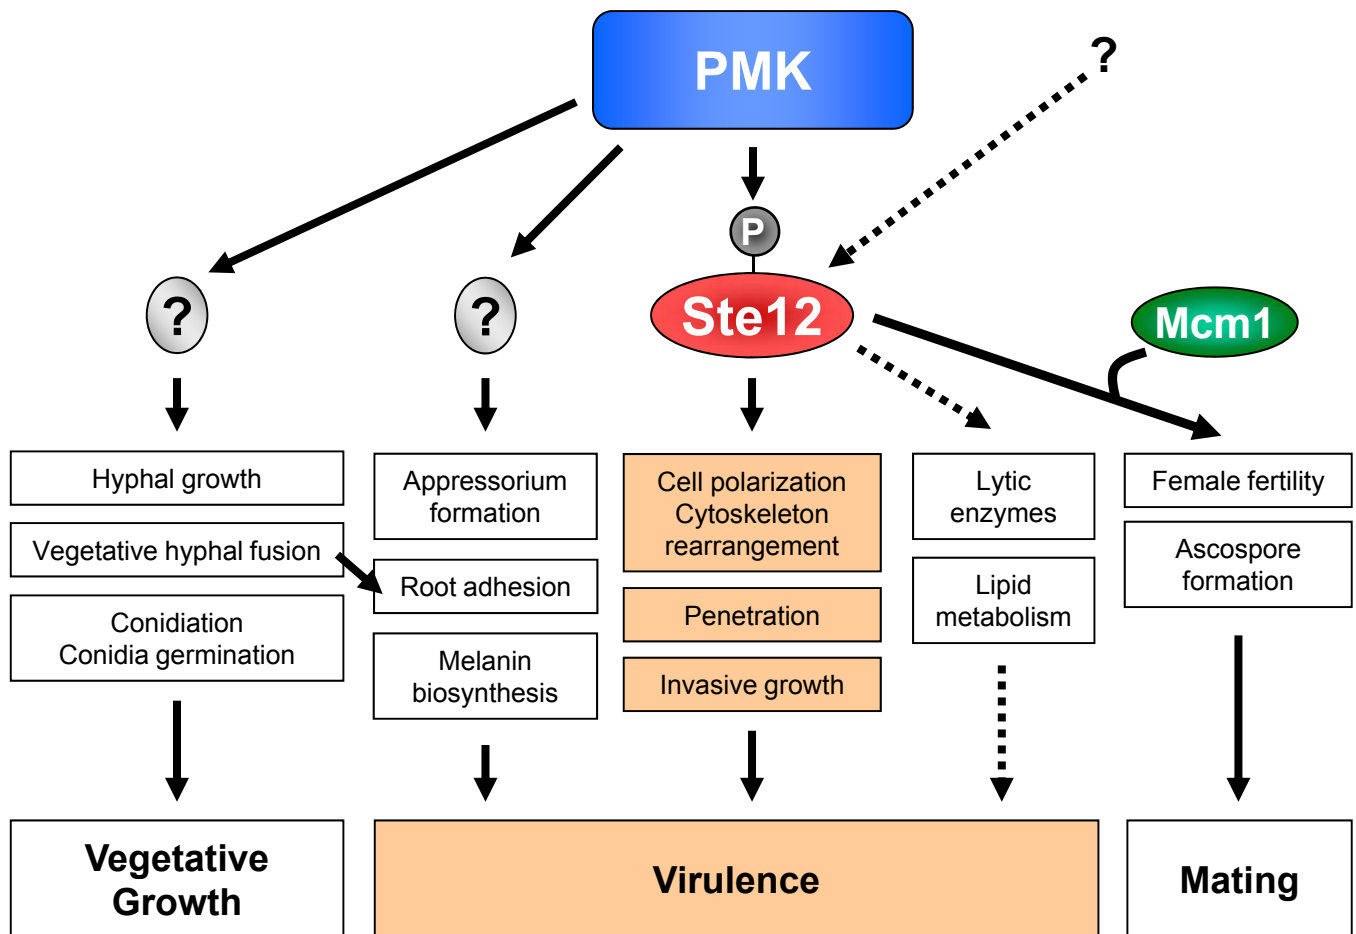 PMK
?
P
?
?
Ste12
Mcm1
Hyphal growth
Vegetative hyphal fusion
Conidiation
Conidia germination
Appressorium
formation
Root adhesion
Melanin
biosynthesis
Cell polarization
Cytoskeleton
rearrangement
Penetration
Invasive growth
Lytic
enzymes
Lipid
metabolism
Female fertility
Ascospore
formation
Vegetative
Growth
Virulence
Mating